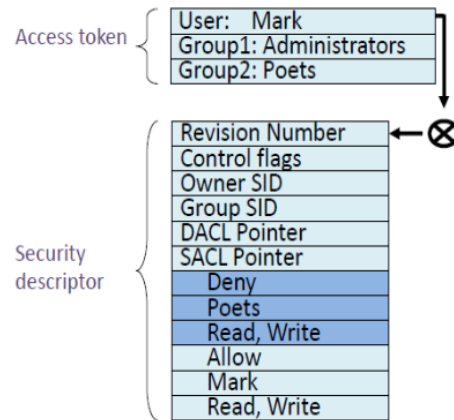 Access token
User: Mark
Group1: Administrators
Group2: Poets
Security
descriptor
Revision Number
Control flags
Owner SID
Group SID
DACL Pointer
SACL Pointer
Deny
Poets
Read, Write
Allow
Mark
Read, Write